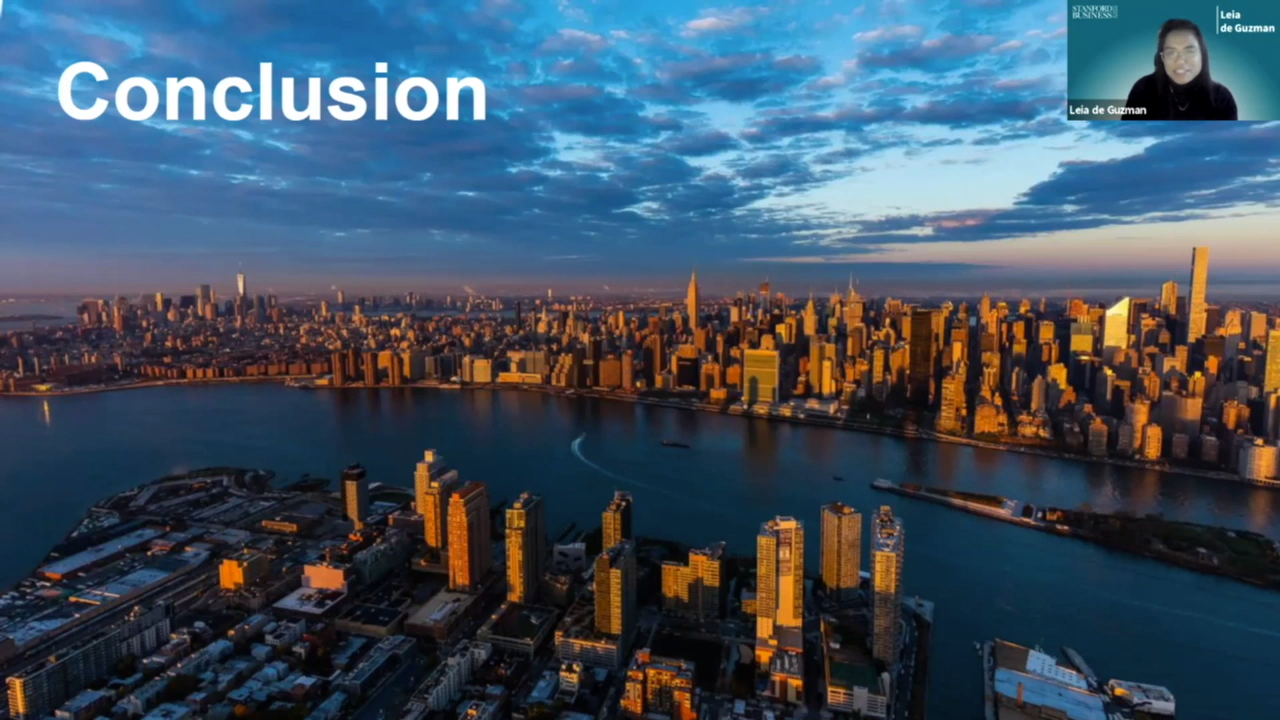 Conclusion
STANFORD
BUSINESS
Leia
de Guzman
Leia de Guzman